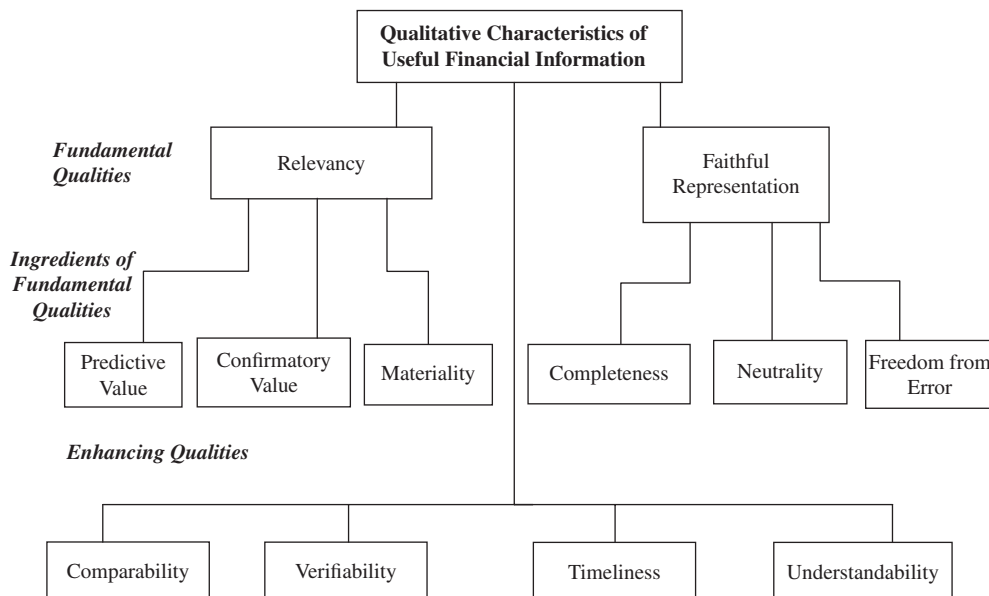 Qualitative Characteristics of
Useful Financial Information
Fundamental
Qualities
Relevancy
Faithful
Representation
Ingredients of
Fundamental
Qualities
Predictive
Value
Confirmatory
Value
Materiality
Completeness
Neutrality
Freedom from
Error
Enhancing Qualities
Comparability
Verifiability
Timeliness
Understandability